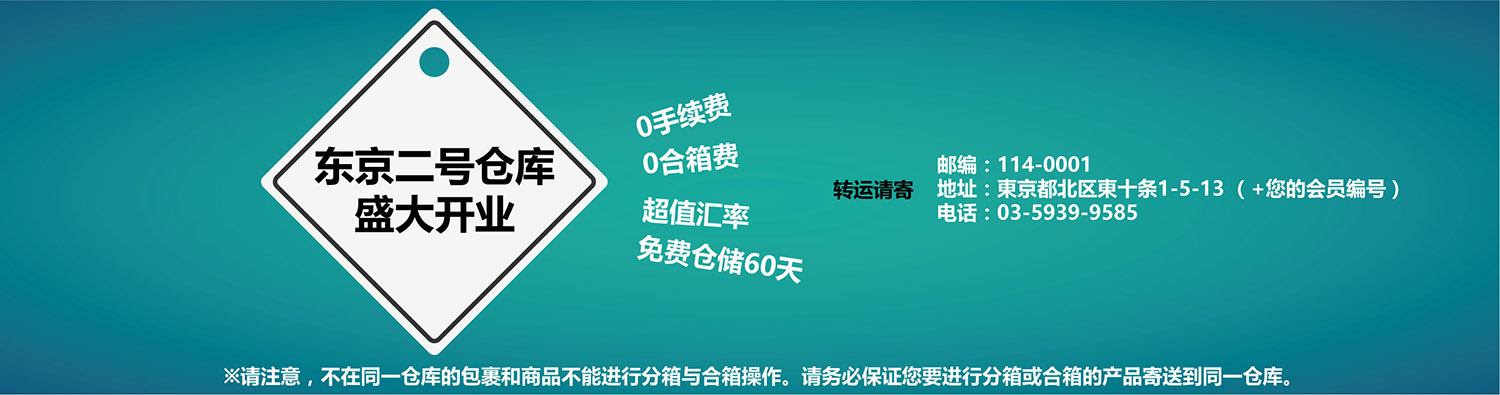 东京二号仓库
盛大开业
0手续费
0合箱费
超值汇率
免费仓储60天
转运请寄
邮编：114-0001
地址：東京都北区東十条1-5-13 （ +您的会员编号 ）
电话：03-5939-9585
※请注意，不在同一仓库的包裹和商品不能进行分箱与合箱操作。请务必保证您要进行分箱或合箱的产品寄送到同一仓库。